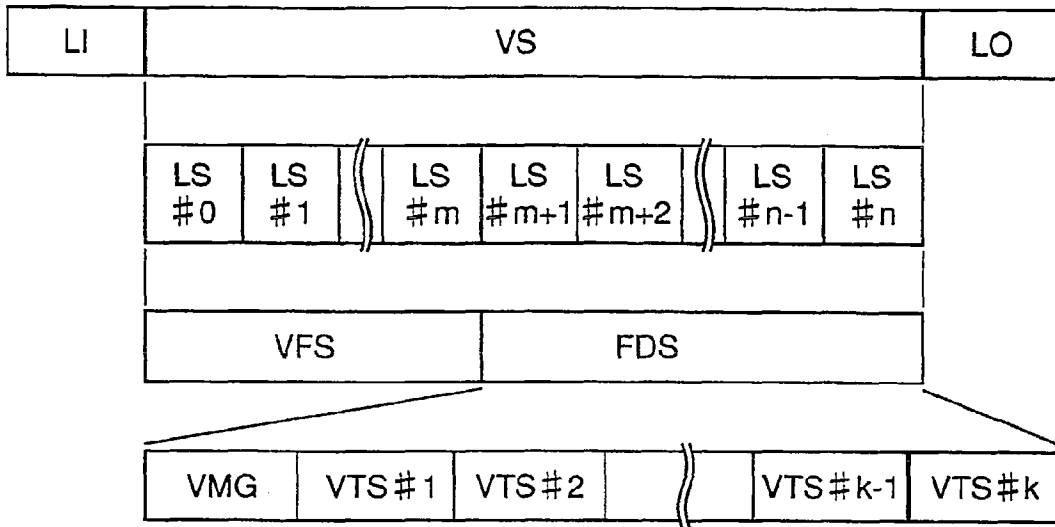 LI VS LO
LS LS LS LS LS LS LS
#0 #1 #m #m+1 #m+2 #n-1 #n
VFS FDS
VMG VTS#1 VTS#2 VTS#k-1 VTS#k